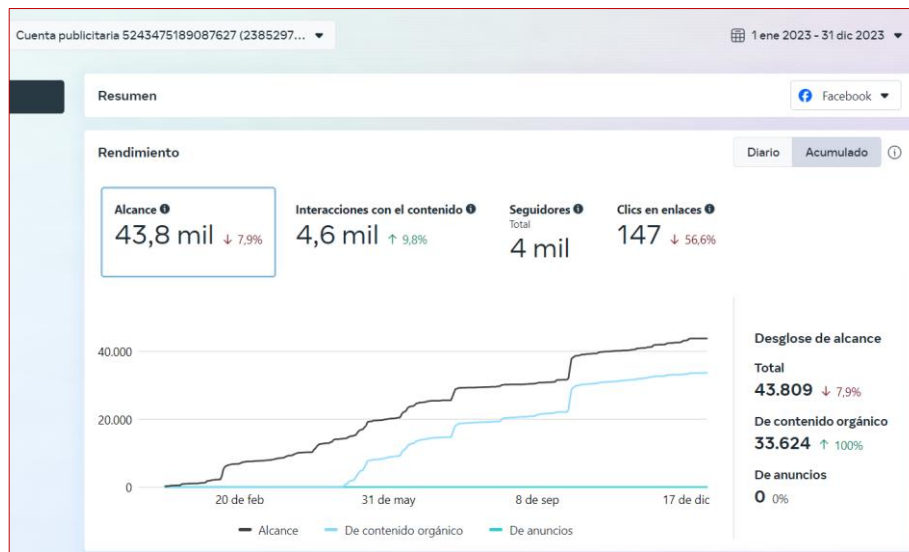 Cuenta publicitaria 5243475189087627 (2385297...
1 ene 2023 - 31 dic 2023
Resumen
Facebook
Rendimiento
Diario
Acumulado
Alcance
43,8 mil ↓ 7,9%
Interacciones con el contenido
4,6 mil ↑ 9,8%
Seguidores
Total
4 mil
Clics en enlaces
147 ↓ 56,6%
40.000
20.000
0
20 de feb
31 de may
8 de sep
17 de dic
Alcance
De contenido orgánico
De anuncios
Desglose de alcance
Total
43.809 ↓ 7,9%
De contenido orgánico
33.624 ↑ 100%
De anuncios
0 0%